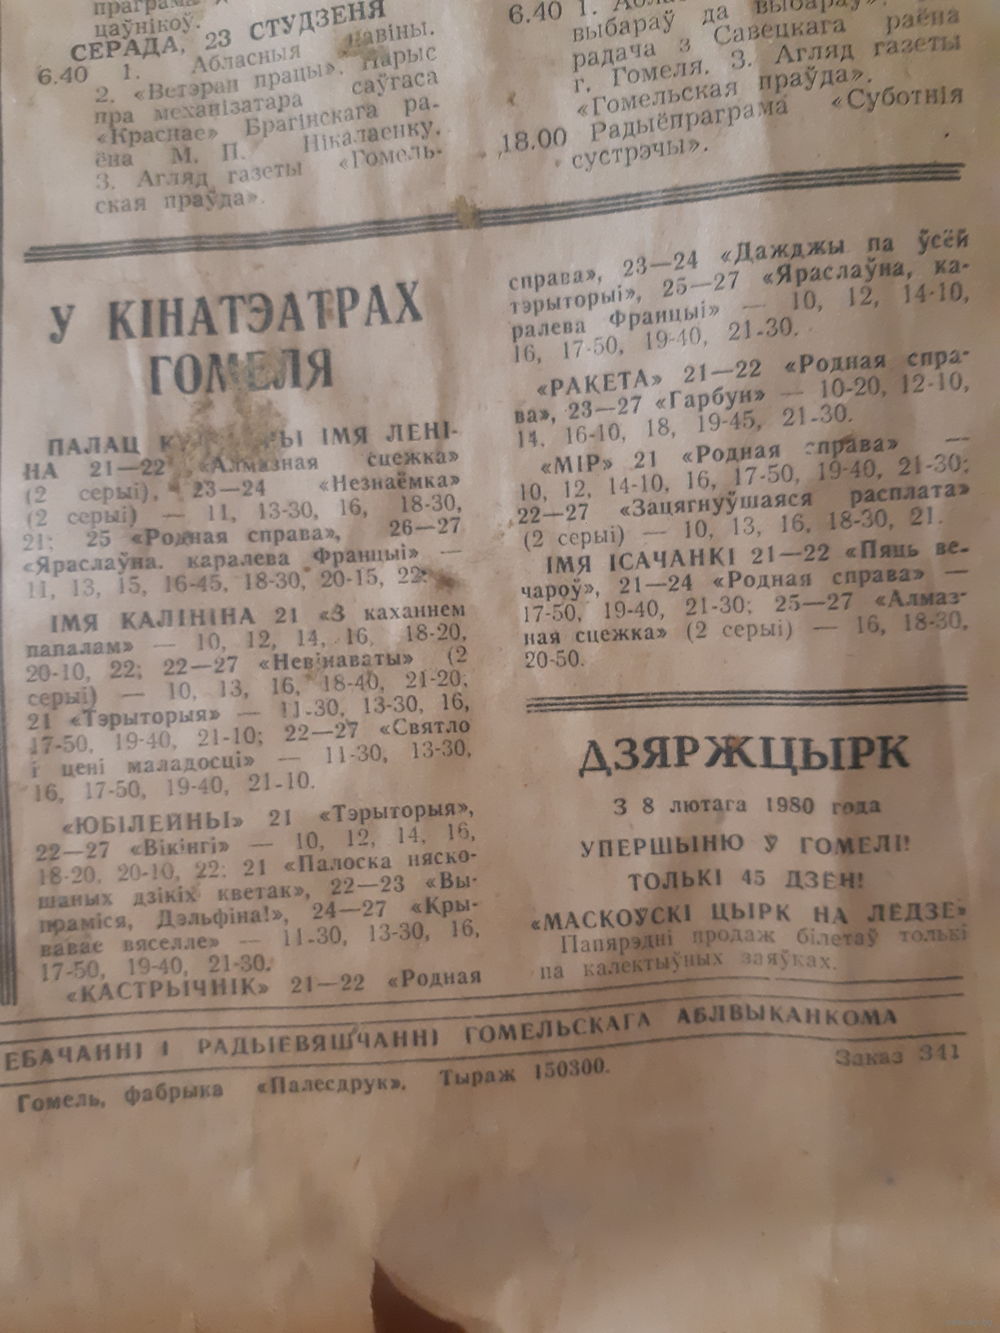 праграма
цаўнікоў.
СЕРАДА, 23 СТУДЗЕНЯ
6.40 1. Абласныя навіны.
2. «Ветэран працы». Нарыс
пра механізатара саўгаса
«Краснае» Брагінскага ра-
ёна М. П. Нікалаенку.
3. Агляд газеты «Гомель-
ская праўда».
6.40 1.
выбараў да выбараў».
радача з Савецкага раёна
г. Гомеля. 3. Агляд газеты
«Гомельская праўда».
18.00 Радыёпраграма «Суботнія
сустрэчы».
У КІНАТЭАТРАХ
ГОМЕЛЯ
ПАЛАЦ КУЛЬТУРЫ ІМЯ ЛЕНІ-
НА 21—22 «Алмазная сцежка»
(2 серыі), 23—24 «Незнаёмка»
(2 серыі) — 11, 13-30, 16, 18-30,
21; 25 «Родная справа», 26—27
«Яраслаўна. каралева Францыі» —
11, 13, 15, 16-45, 18-30, 20-15, 22;
ІМЯ КАЛІНІНА 21 «З каханнем
папалам» — 10, 12, 14, 16, 18-20,
20-10, 22; 22—27 «Невінаваты» (2
серыі) — 10, 13, 16, 18-40, 21-20;
21 «Тэрыторыя» — 11-30, 13-30, 16,
17-50, 19-40, 21-10; 22—27 «Святло
і цені маладосці» — 11-30, 13-30,
16, 17-50, 19-40, 21-10.
«ЮБІЛЕЙНЫ» 21 «Тэрыторыя»,
22—27 «Вікінгі» — 10, 12, 14, 16,
18-20, 20-10, 22; 21 «Палоска няско-
шаных дзікіх кветак», 22—23 «Вы-
праміся, Дэльфіна!», 24—27 «Кры-
вавае вяселле» — 11-30, 13-30, 16,
17-50, 19-40, 21-30.
«КАСТРЫЧНІК» 21—22 «Родная
справа», 23—24 «Дажджы па ўсёй
тэрыторыі», 25—27 «Яраслаўна, ка-
ралева Францыі» — 10, 12, 14-10,
16, 17-50, 19-40, 21-30.
«РАКЕТА» 21—22 «Родная спра-
ва», 23—27 «Гарбун» — 10-20, 12-10,
14, 16-10, 18, 19-45, 21-30.
«МІР» 21 «Родная справа» —
10, 12, 14-10, 16, 17-50, 19-40, 21-30;
22—27 «Зацягнуўшаяся расплата»
(2 серыі) — 10, 13, 16, 18-30, 21.
ІМЯ ІСАЧАНКІ 21—22 «Пяць ве-
чароў», 21—24 «Родная справа» —
17-50, 19-40, 21-30; 25—27 «Алмаз-
ная сцежка» (2 серыі) — 16, 18-30,
20-50.
ДЗЯРЖЦЫРК
З 8 лютага 1980 года
УПЕРШЫНЮ Ў ГОМЕЛІ!
ТОЛЬКІ 45 ДЗЕН!
«МАСКОЎСКІ ЦЫРК НА ЛЕДЗЕ»
Папярэдні продаж білетаў толькі
па калектыўных заяўках.
ЕБАЧАННІ І РАДЫЕВЯШЧАННІ ГОМЕЛЬСКАГА АБЛВЫКАНКОМА
Гомель, фабрыка «Палесдрук». Тыраж 150300. Заказ 341